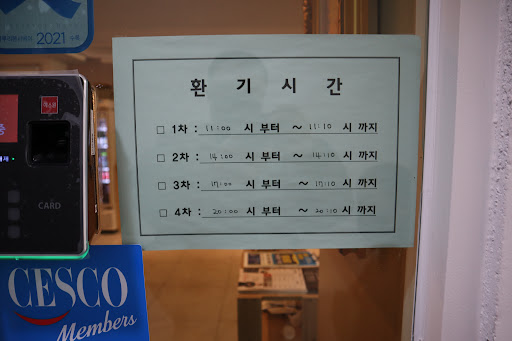 2021
환 기 시 간
□ 1차 : 11:00 시 부터 ~ 11:10 시 까지
□ 2차 : 14:00 시 부터 ~ 14:10 시 까지
□ 3차 : 17:00 시 부터 ~ 17:10 시 까지
□ 4차 : 20:00 시 부터 ~ 20:10 시 까지
CARD
CESCO
Members